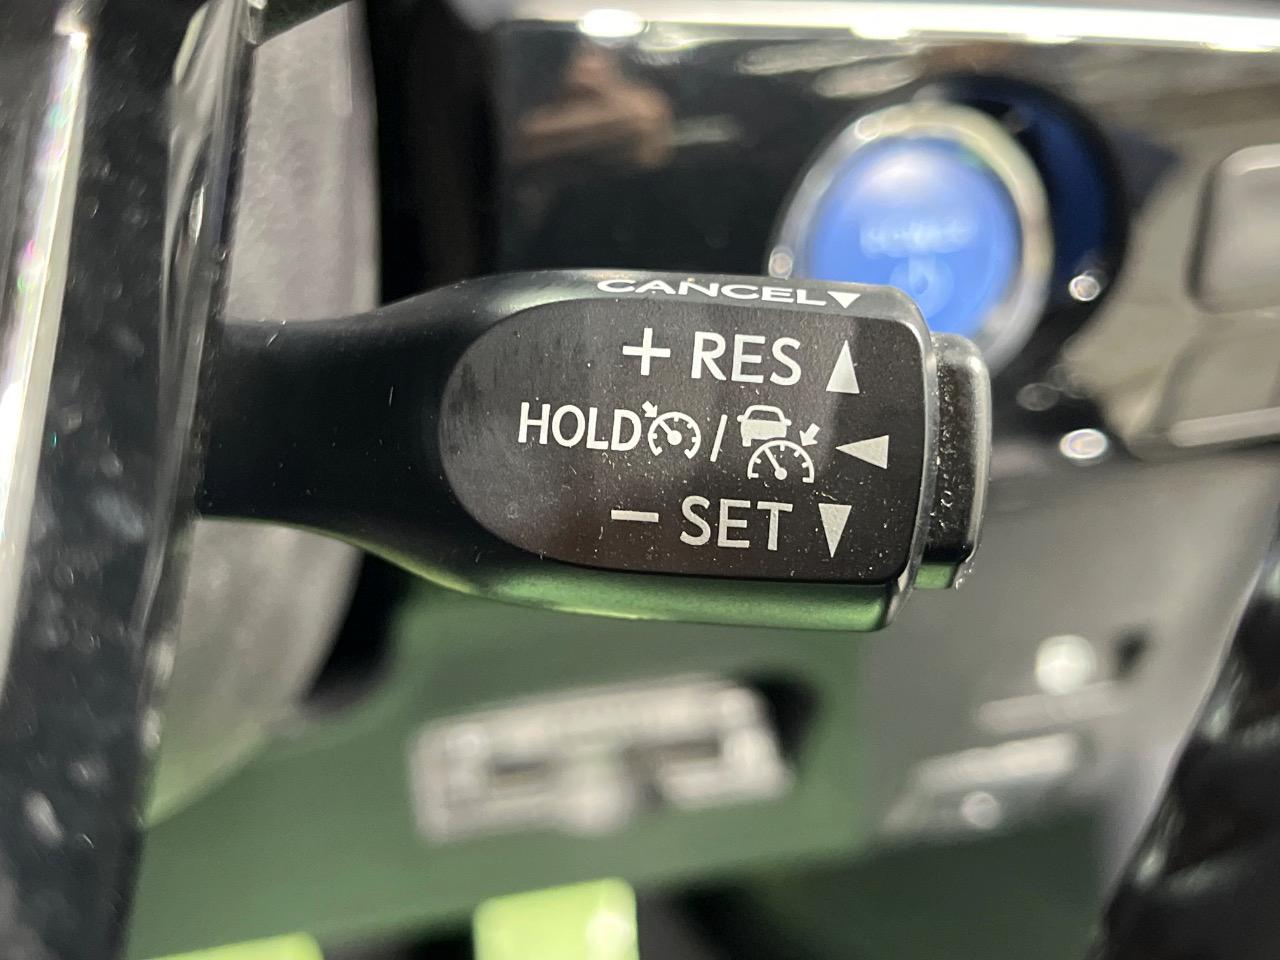 CANCEL▼
+ RES ▲
HOLD / ◀
− SET ▼